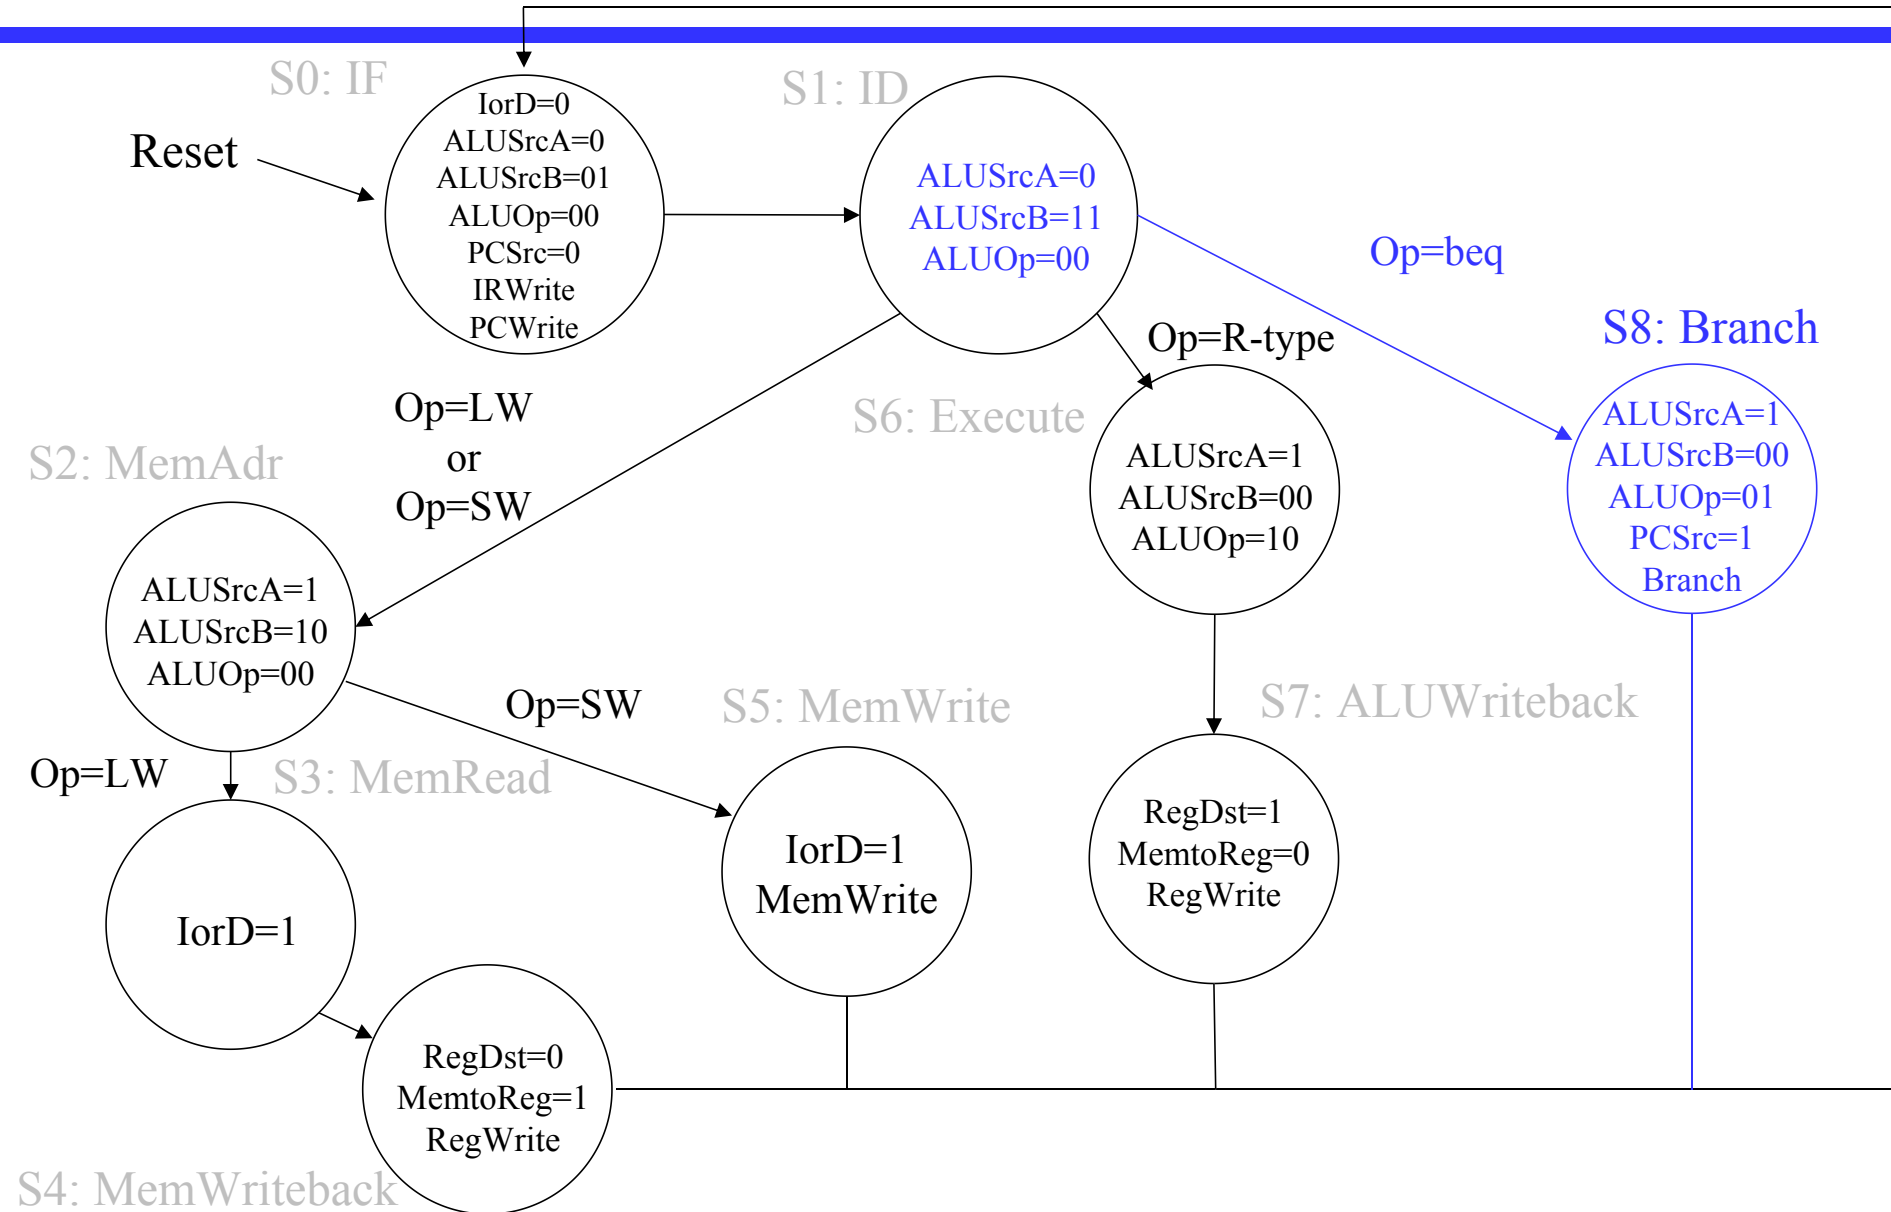 S0: IF
S1: ID
Reset
IorD=0
ALUSrcA=0
ALUSrcB=01
ALUOp=00
PCSrc=0
IRWrite
PCWrite
ALUSrcA=0
ALUSrcB=11
ALUOp=00
Op=beq
Op=R-type
S8: Branch
Op=LW
or
Op=SW
S6: Execute
ALUSrcA=1
ALUSrcB=00
ALUOp=10
ALUSrcA=1
ALUSrcB=00
ALUOp=01
PCSrc=1
Branch
S2: MemAdr
ALUSrcA=1
ALUSrcB=10
ALUOp=00
Op=SW
S5: MemWrite
S7: ALUWriteback
Op=LW
S3: MemRead
IorD=1
IorD=1
MemWrite
RegDst=1
MemtoReg=0
RegWrite
RegDst=0
MemtoReg=1
RegWrite
S4: MemWriteback